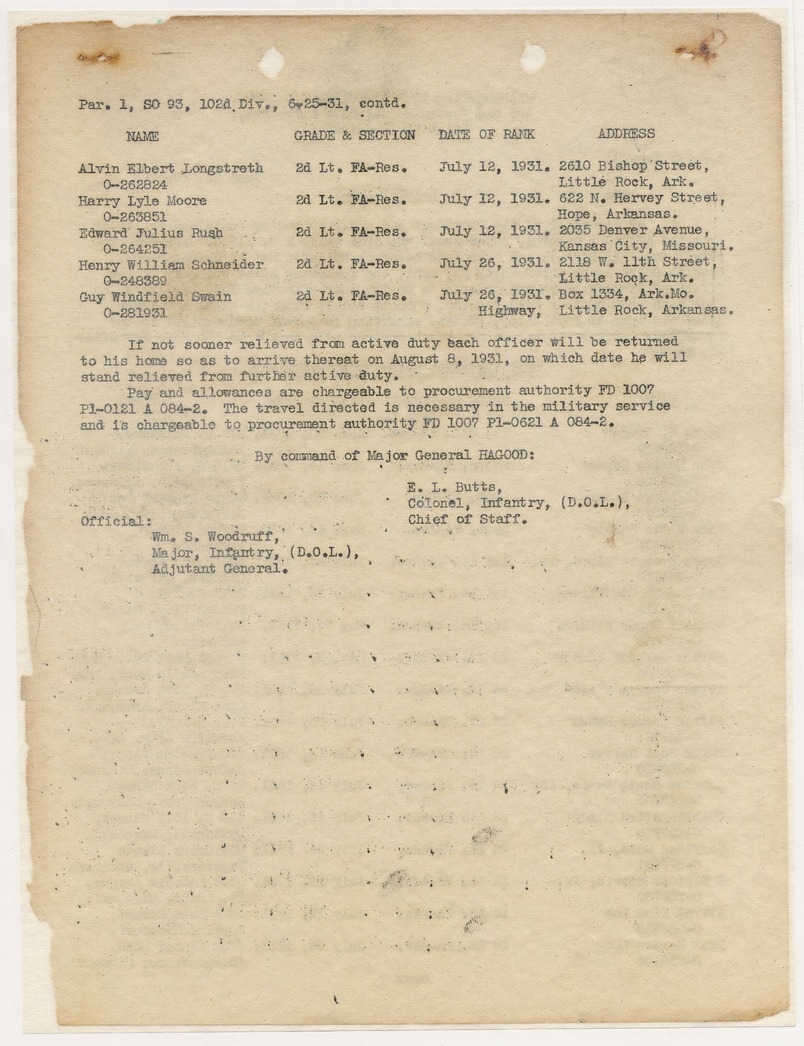 Par. 1, SO 93, 102d Div., 6-25-31, contd.
NAME GRADE & SECTION DATE OF RANK ADDRESS
Alvin Elbert Longstreth 2d Lt. FA-Res. July 12, 1931. 2610 Bishop Street,
O-262824 Little Rock, Ark.
Harry Lyle Moore 2d Lt. FA-Res. July 12, 1931. 622 N. Hervey Street,
O-263851 Hope, Arkansas.
Edward Julius Rush 2d Lt. FA-Res. July 12, 1931. 2035 Denver Avenue,
O-264251 Kansas City, Missouri.
Henry William Schneider 2d Lt. FA-Res. July 26, 1931. 2118 W. 11th Street,
O-248389 Little Rock, Ark.
Guy Windfield Swain 2d Lt. FA-Res. July 26, 1931. Box 1334, Ark.Mo.
O-281931 Highway, Little Rock, Arkansas.
If not sooner relieved from active duty each officer will be returned
to his home so as to arrive thereat on August 8, 1931, on which date he will
stand relieved from further active duty.
Pay and allowances are chargeable to procurement authority FD 1007
P1-0121 A 084-2. The travel directed is necessary in the military service
and is chargeable to procurement authority FD 1007 P1-0621 A 084-2.
By command of Major General HAGOOD:
E. L. Butts,
Colonel, Infantry, (D.O.L.),
Chief of Staff.
Official:
Wm. S. Woodruff,
Major, Infantry, (D.O.L.),
Adjutant General.